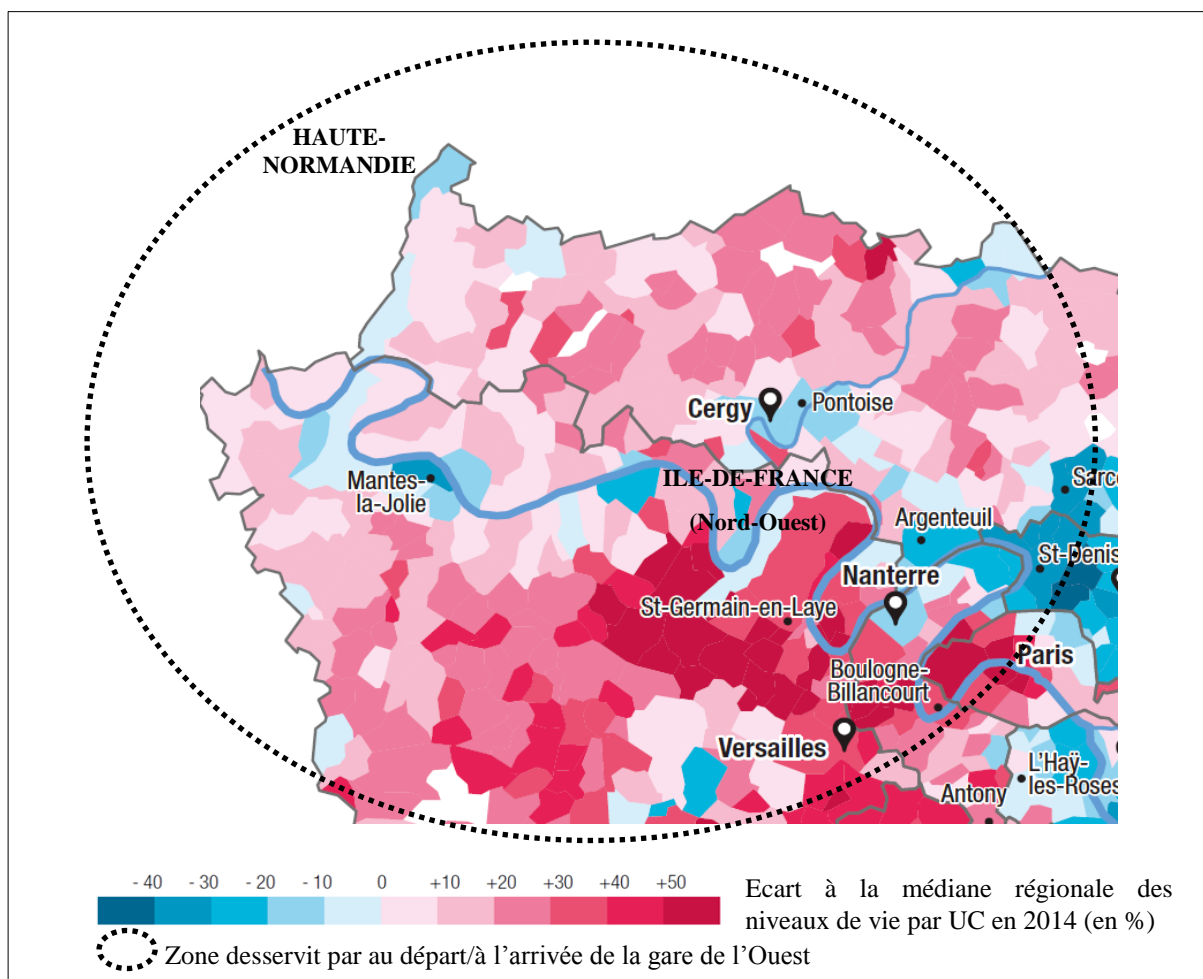 HAUTE-
NORMANDIE
Cergy
Pontoise
Mantes-
la-Jolie
ILE-DE-FRANCE
(Nord-Ouest)
Sarce
Argenteuil
St-Denis
Nanterre
St-Germain-en-Laye
Paris
Boulogne-
Billancourt
Versailles
L'Haÿ-
les-Roses
Antony
- 40 - 30 - 20 - 10 0 +10 +20 +30 +40 +50
Ecart à la médiane régionale des
niveaux de vie par UC en 2014 (en %)
Zone desservit par au départ/à l'arrivée de la gare de l'Ouest